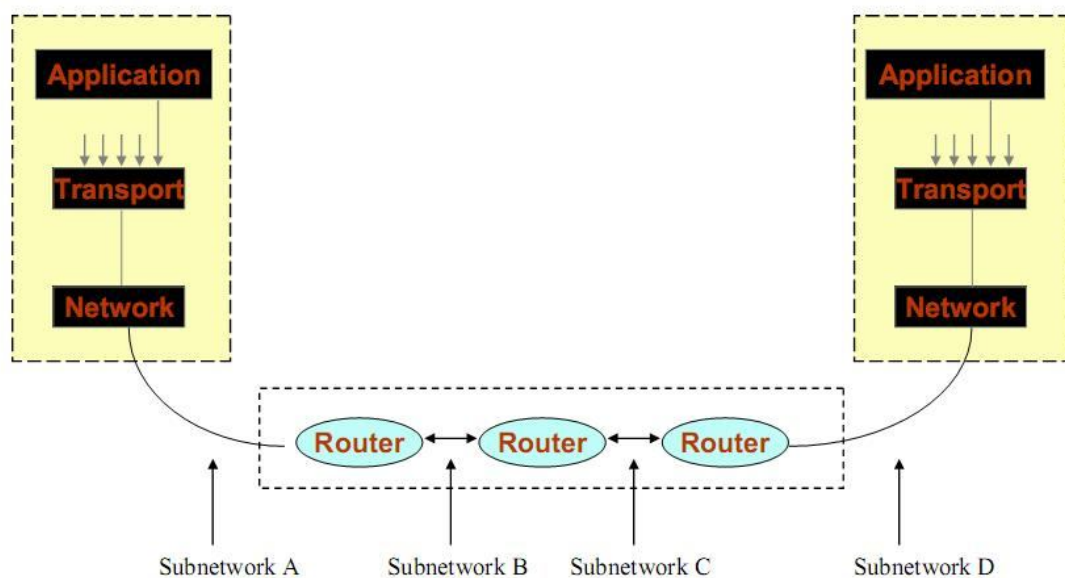 Application
Application
Transport
Transport
Network
Network
Router
Router
Router
Subnetwork A
Subnetwork B
Subnetwork C
Subnetwork D